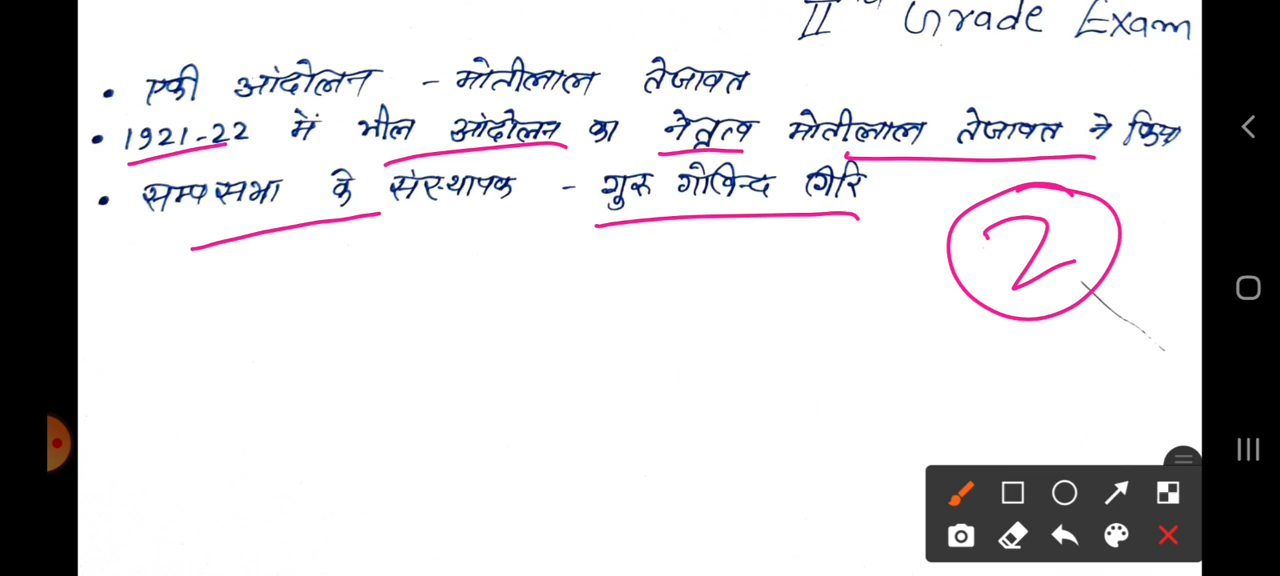 II Grade Exam
• एकी आंदोलन - मोतीलाल तेजावत
• 1921-22 में भील आंदोलन का नेतृत्व मोतीलाल तेजावत ने किया
• सम्पसभा के संस्थापक - गुरु गोविन्द गिरि
2